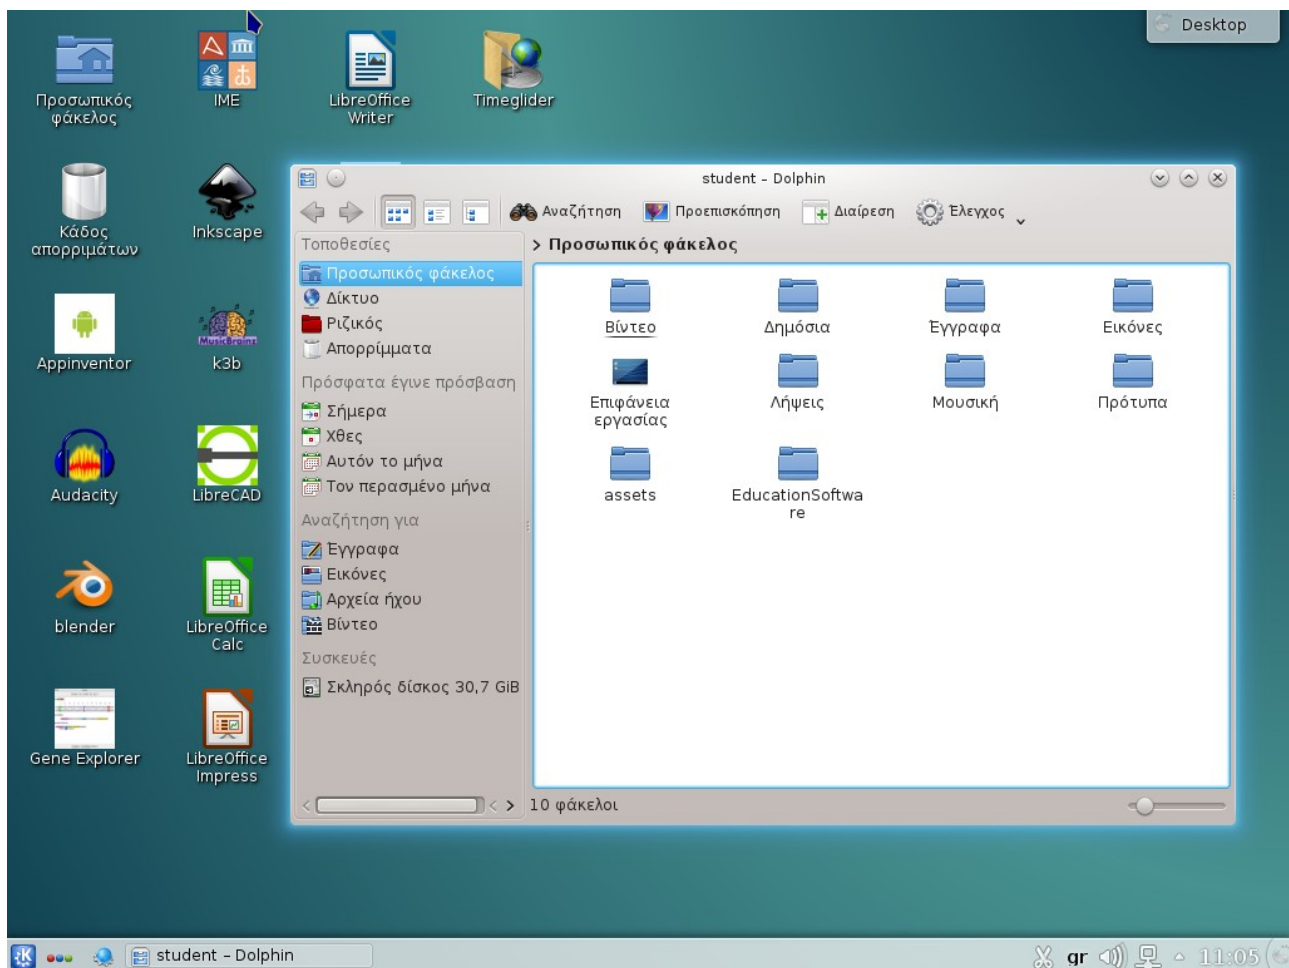 Desktop
Προσωπικός
φάκελος
IME
LibreOffice
Writer
Timeglider
Κάδος
απορριμάτων
Inkscape
Appinventor
MusicBrainz
k3b
Audacity
LibreCAD
blender
LibreOffice
Calc
Gene Explorer
LibreOffice
Impress
student – Dolphin
Αναζήτηση Προεπισκόπηση Διαίρεση Έλεγχος
Τοποθεσίες
Προσωπικός φάκελος
Δίκτυο
Ριζικός
Απορρίμματα
Πρόσφατα έγινε πρόσβαση
Σήμερα
Χθες
Αυτόν το μήνα
Τον περασμένο μήνα
Αναζήτηση για
Έγγραφα
Εικόνες
Αρχεία ήχου
Βίντεο
Συσκευές
Σκληρός δίσκος 30,7 GiB
> Προσωπικός φάκελος
Βίντεο
Δημόσια
Έγγραφα
Εικόνες
Επιφάνεια
εργασίας
Λήψεις
Μουσική
Πρότυπα
assets
EducationSoftwa
re
10 φάκελοι
student – Dolphin
gr 11:05